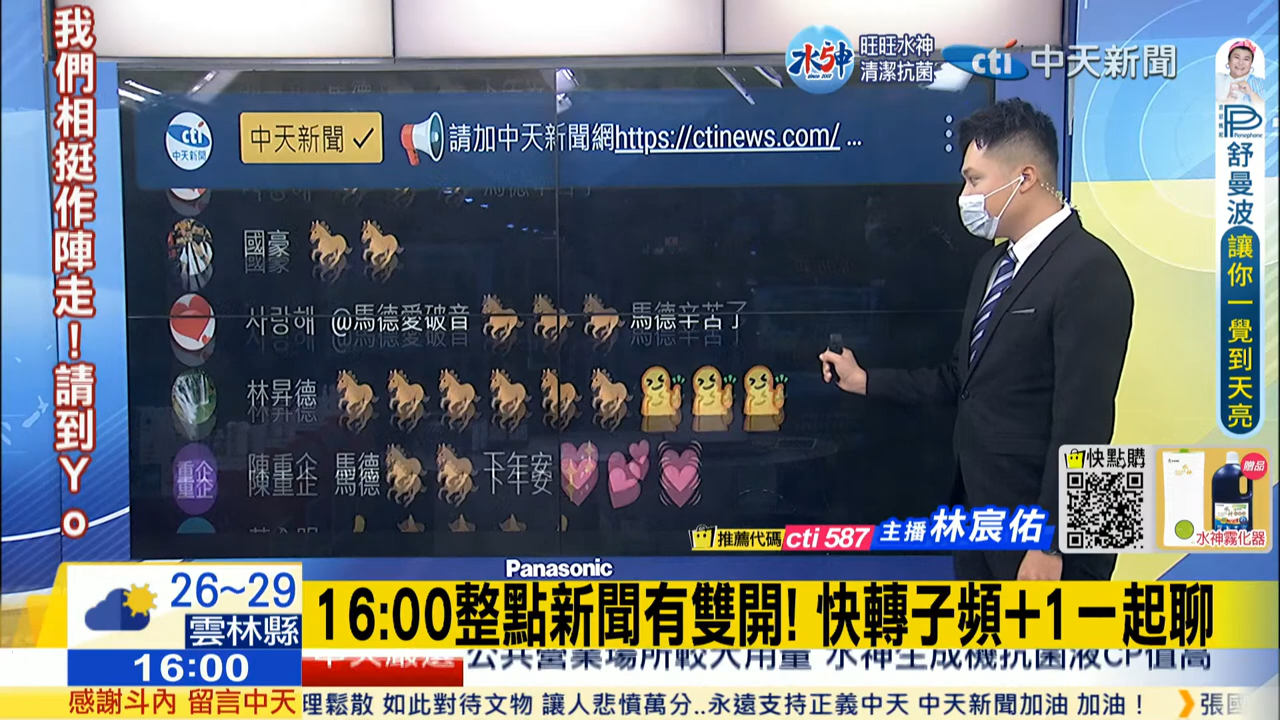 我們相挺作陣走！請到Ｙ。
水神
旺旺水神
清潔抗菌
cti 中天新聞
cti
中天新聞
中天新聞 ✓
請加中天新聞網https://ctinews.com/ ...
國豪
사랑해 @馬德愛破音 馬德辛苦了
林昇德
重企
陳重企 馬德 下年安
Persephone
舒曼波
讓你一覺到天亮
快點購
贈品
水神霧化器
推薦代碼 cti 587 主播 林宸佑
Panasonic
26~29
雲林縣
16:00
16:00整點新聞有雙開! 快轉子頻+1一起聊
公共營業場所較大用量 水神生成機抗菌液CP值高
感謝斗內 留言中天
理鬆散 如此對待文物 讓人悲憤萬分..永遠支持正義中天 中天新聞加油 加油！ 張國